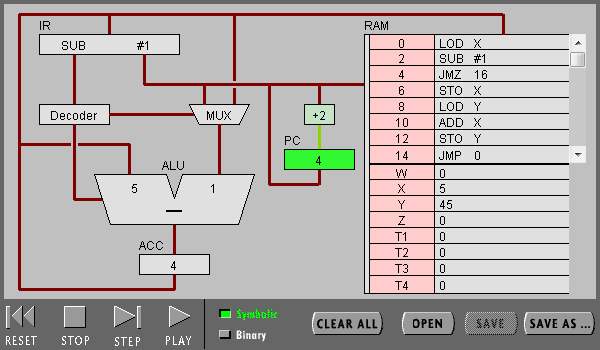 IR
SUB #1
Decoder
MUX
+2
PC
4
ALU
5 1
–
ACC
4
RAM
0 LOD X
2 SUB #1
4 JMZ 16
6 STO X
8 LOD Y
10 ADD X
12 STO Y
14 JMP 0
W 0
X 5
Y 45
Z 0
T1 0
T2 0
T3 0
T4 0
RESET
STOP
STEP
PLAY
Symbolic
Binary
CLEAR ALL
OPEN
SAVE
SAVE AS ...